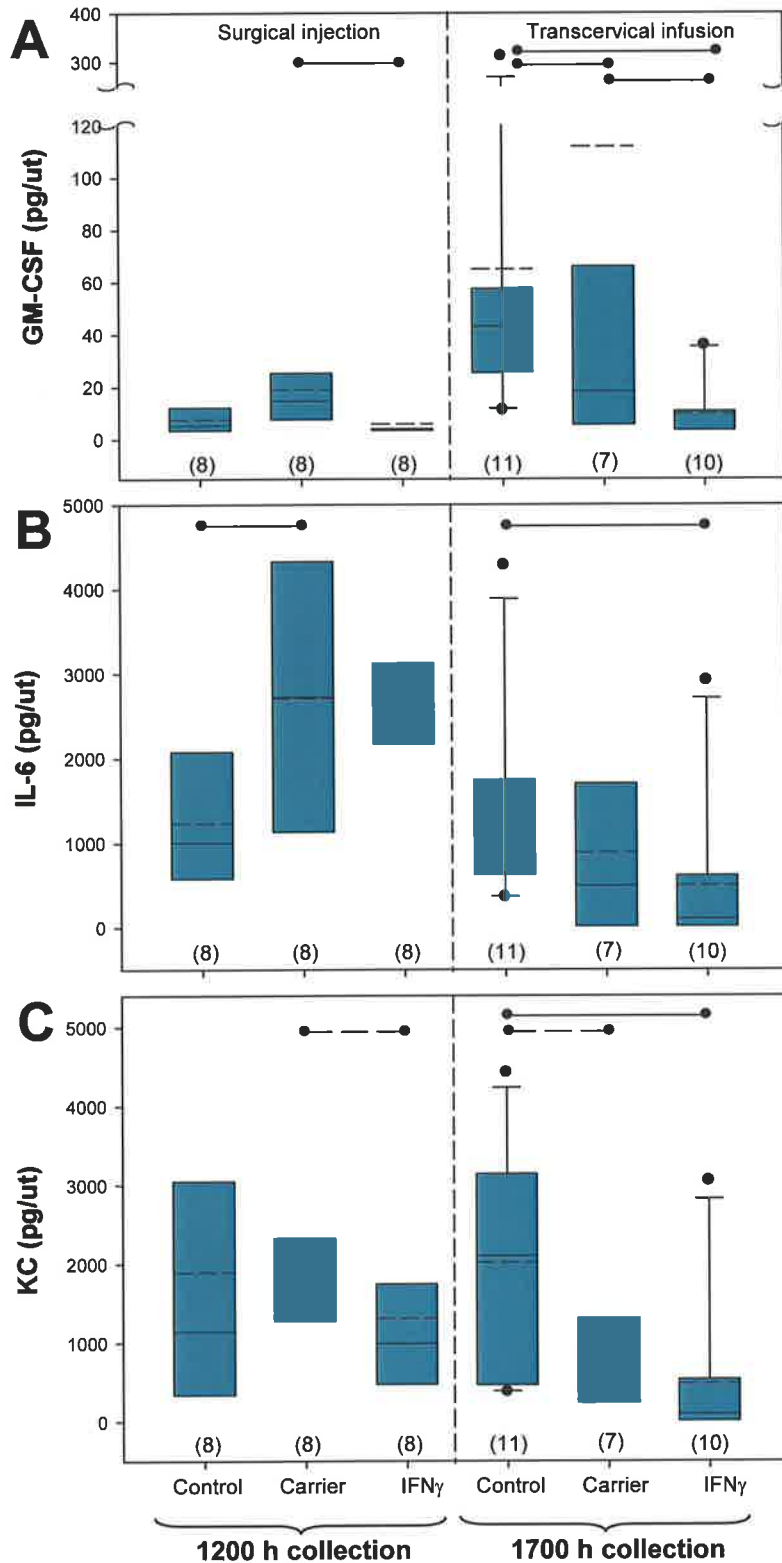 A
Surgical injection
Transcervical infusion
GM-CSF (pg/ut)
400
300
120
100
80
60
40
20
0
(8)
(8)
(8)
(11)
(7)
(10)
B
IL-6 (pg/ut)
5000
4000
3000
2000
1000
0
(8)
(8)
(8)
(11)
(7)
(10)
C
KC (pg/ut)
5000
4000
3000
2000
1000
0
(8)
(8)
(8)
(11)
(7)
(10)
Control
Carrier
IFNγ
Control
Carrier
IFNγ
1200 h collection
1700 h collection